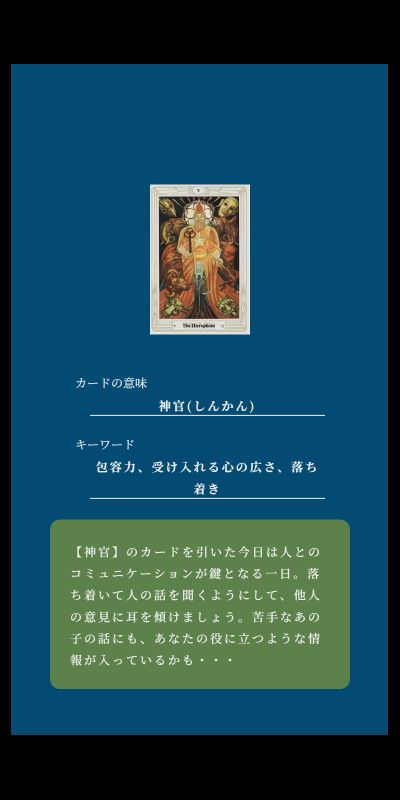 V
The Hierophant
カードの意味
神官(しんかん)
キーワード
包容力、受け入れる心の広さ、落ち
着き
【神官】のカードを引いた今日は人との
コミュニケーションが鍵となる一日。落
ち着いて人の話を聞くようにして、他人
の意見に耳を傾けましょう。苦手なあの
子の話にも、あなたの役に立つような情
報が入っているかも・・・